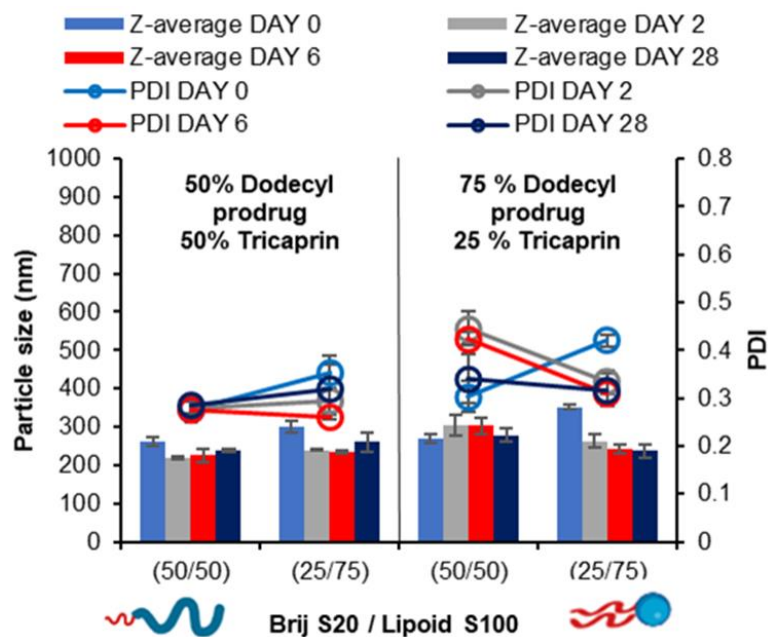 Z-average DAY 0
Z-average DAY 2
Z-average DAY 6
Z-average DAY 28
PDI DAY 0
PDI DAY 2
PDI DAY 6
PDI DAY 28
1000
900
800
700
600
500
400
300
200
100
0
Particle size (nm)
50% Dodecyl
prodrug
50% Tricaprin
75 % Dodecyl
prodrug
25 % Tricaprin
0.8
0.7
0.6
0.5
0.4
0.3
0.2
0.1
0
PDI
(50/50)
(25/75)
(50/50)
(25/75)
Brij S20 / Lipoid S100